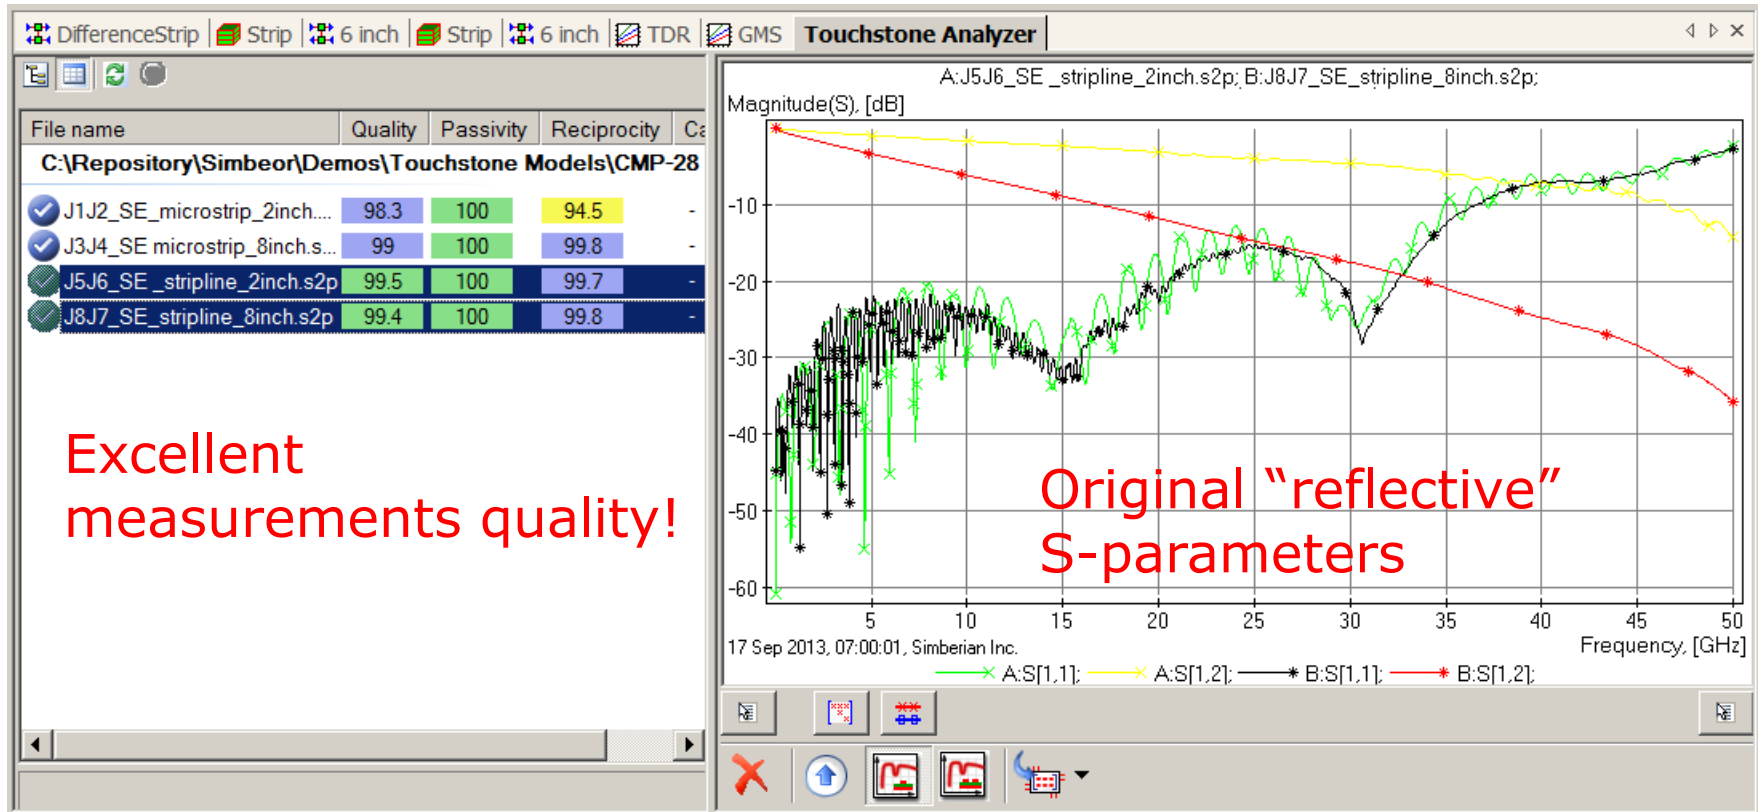 DifferenceStrip Strip 6 inch Strip 6 inch TDR GMS Touchstone Analyzer
File name Quality Passivity Reciprocity Ca
C:\Repository\Simbeor\Demos\Touchstone Models\CMP-28
J1J2_SE_microstrip_2inch.... 98.3 100 94.5 -
J3J4_SE microstrip_8inch.s... 99 100 99.8 -
J5J6_SE _stripline_2inch.s2p 99.5 100 99.7 -
J8J7_SE_stripline_8inch.s2p 99.4 100 99.8 -
Excellent
measurements quality!
A:J5J6_SE _stripline_2inch.s2p; B:J8J7_SE_stripline_8inch.s2p;
Magnitude(S), [dB]
-10
-20
-30
-40
-50
-60
Original “reflective”
S-parameters
5 10 15 20 25 30 35 40 45 50
17 Sep 2013, 07:00:01, Simberian Inc.
Frequency, [GHz]
A:S[1,1]; A:S[1,2]; B:S[1,1]; B:S[1,2];